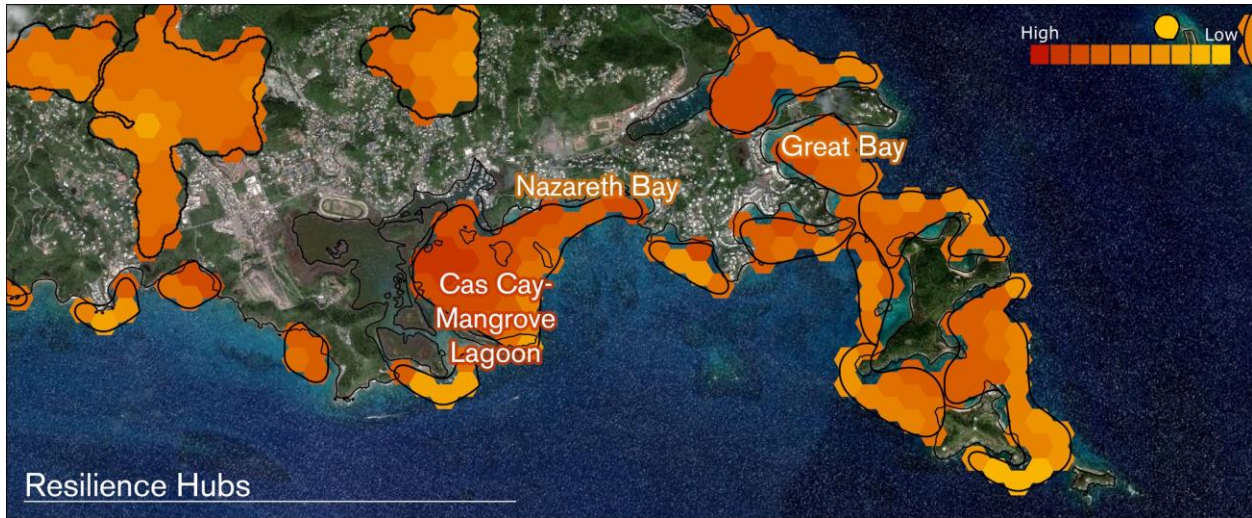 High Low
Great Bay
Nazareth Bay
Cas Cay-
Mangrove
Lagoon
Resilience Hubs